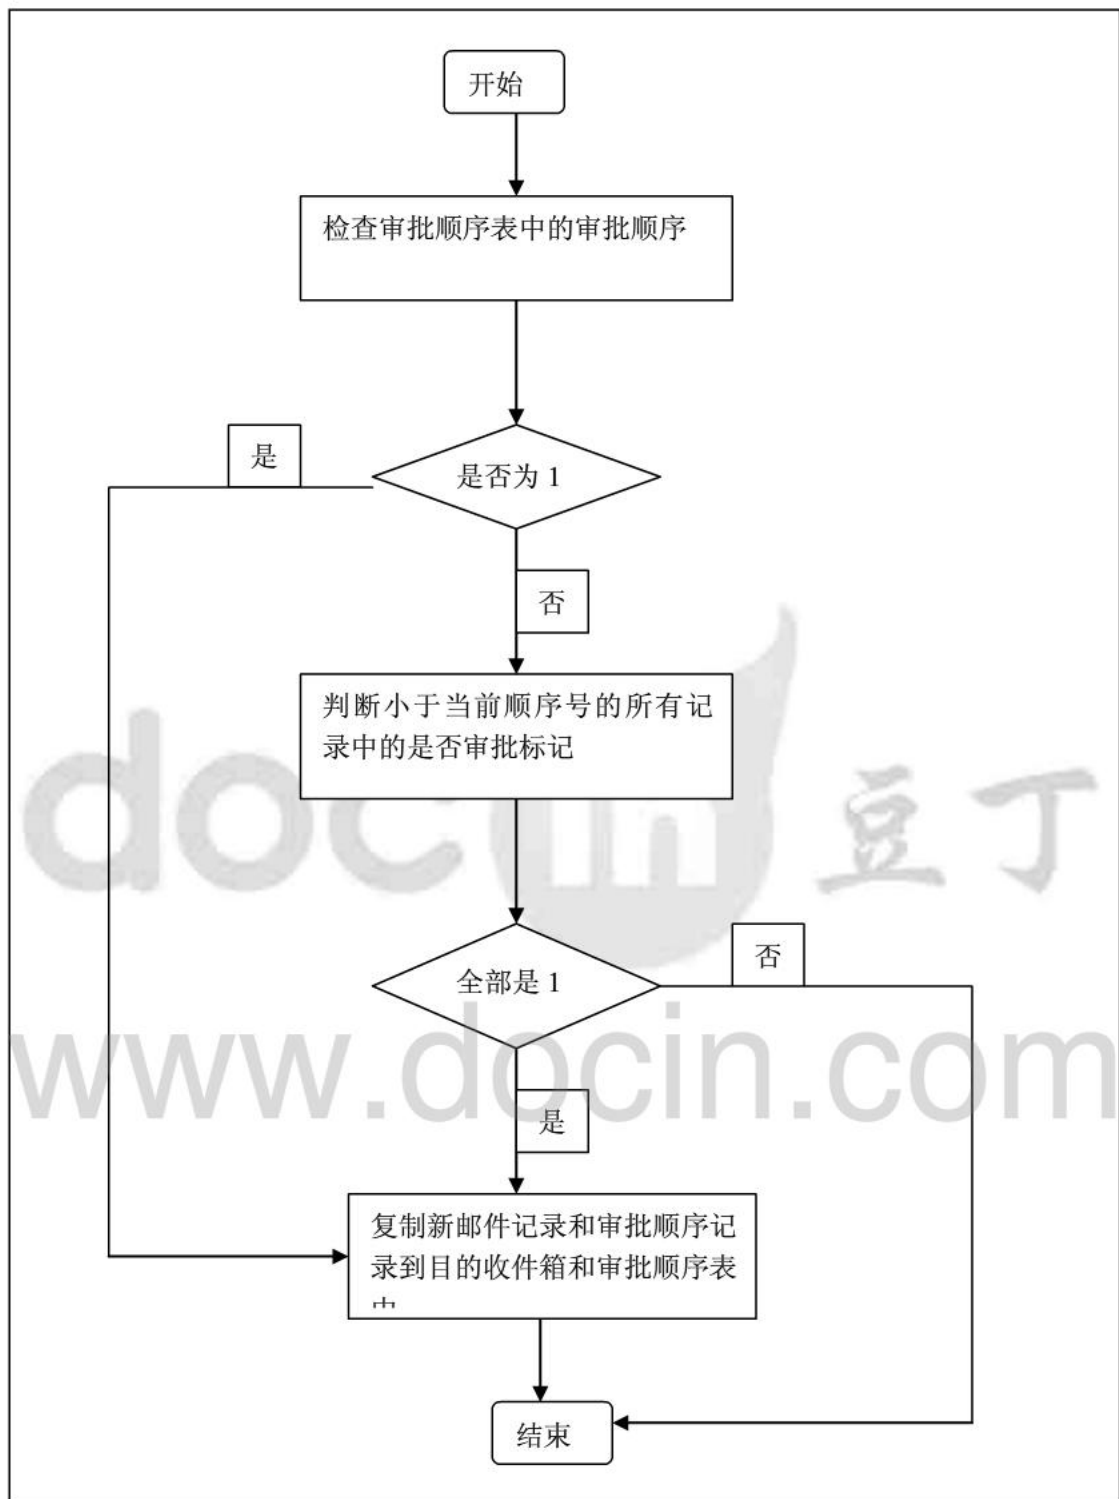 开始
检查审批顺序表中的审批顺序
是
是否为 1
否
判断小于当前顺序号的所有记
录中的是否审批标记
docin 豆丁
否
全部是 1
www.docin.com
是
复制新邮件记录和审批顺序记
录到目的收件箱和审批顺序表
结束